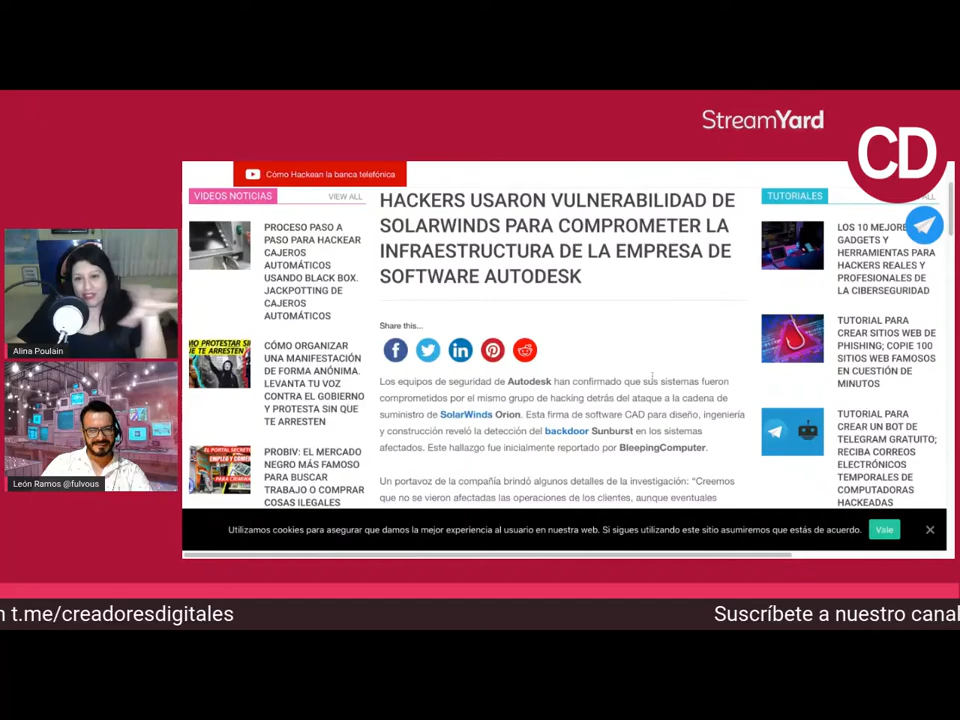 StreamYard
CD
Cómo Hackean la banca telefónica
VIDEOS NOTICIAS
VIEW ALL
PROCESO PASO A
PASO PARA HACKEAR
CAJEROS
AUTOMÁTICOS
USANDO BLACK BOX.
JACKPOTTING DE
CAJEROS
AUTOMÁTICOS
CÓMO ORGANIZAR
UNA MANIFESTACIÓN
DE FORMA ANÓNIMA.
LEVANTA TU VOZ
CONTRA EL GOBIERNO
Y PROTESTA SIN QUE
TE ARRESTEN
PROBIV: EL MERCADO
NEGRO MÁS FAMOSO
PARA BUSCAR
TRABAJO O COMPRAR
COSAS ILEGALES
HACKERS USARON VULNERABILIDAD DE
SOLARWINDS PARA COMPROMETER LA
INFRAESTRUCTURA DE LA EMPRESA DE
SOFTWARE AUTODESK
Share this...
Los equipos de seguridad de Autodesk han confirmado que sus sistemas fueron
comprometidos por el mismo grupo de hacking detrás del ataque a la cadena de
suministro de SolarWinds Orion. Esta firma de software CAD para diseño, ingeniería
y construcción reveló la detección del backdoor Sunburst en los sistemas
afectados. Este hallazgo fue inicialmente reportado por BleepingComputer.
Un portavoz de la compañía brindó algunos detalles de la investigación: “Creemos
que no se vieron afectadas las operaciones de los clientes, aunque eventuales
TUTORIALES
ALL
LOS 10 MEJORE
GADGETS Y
HERRAMIENTAS PARA
HACKERS REALES Y
PROFESIONALES DE
LA CIBERSEGURIDAD
TUTORIAL PARA
CREAR SITIOS WEB DE
PHISHING; COPIE 100
SITIOS WEB FAMOSOS
EN CUESTIÓN DE
MINUTOS
TUTORIAL PARA
CREAR UN BOT DE
TELEGRAM GRATUITO;
RECIBA CORREOS
ELECTRÓNICOS
TEMPORALES DE
COMPUTADORAS
HACKEADAS
Alina Poulain
León Ramos @fulvous
Utilizamos cookies para asegurar que damos la mejor experiencia al usuario en nuestra web. Si sigues utilizando este sitio asumiremos que estás de acuerdo.
Vale
n t.me/creadoresdigitales
Suscríbete a nuestro canal